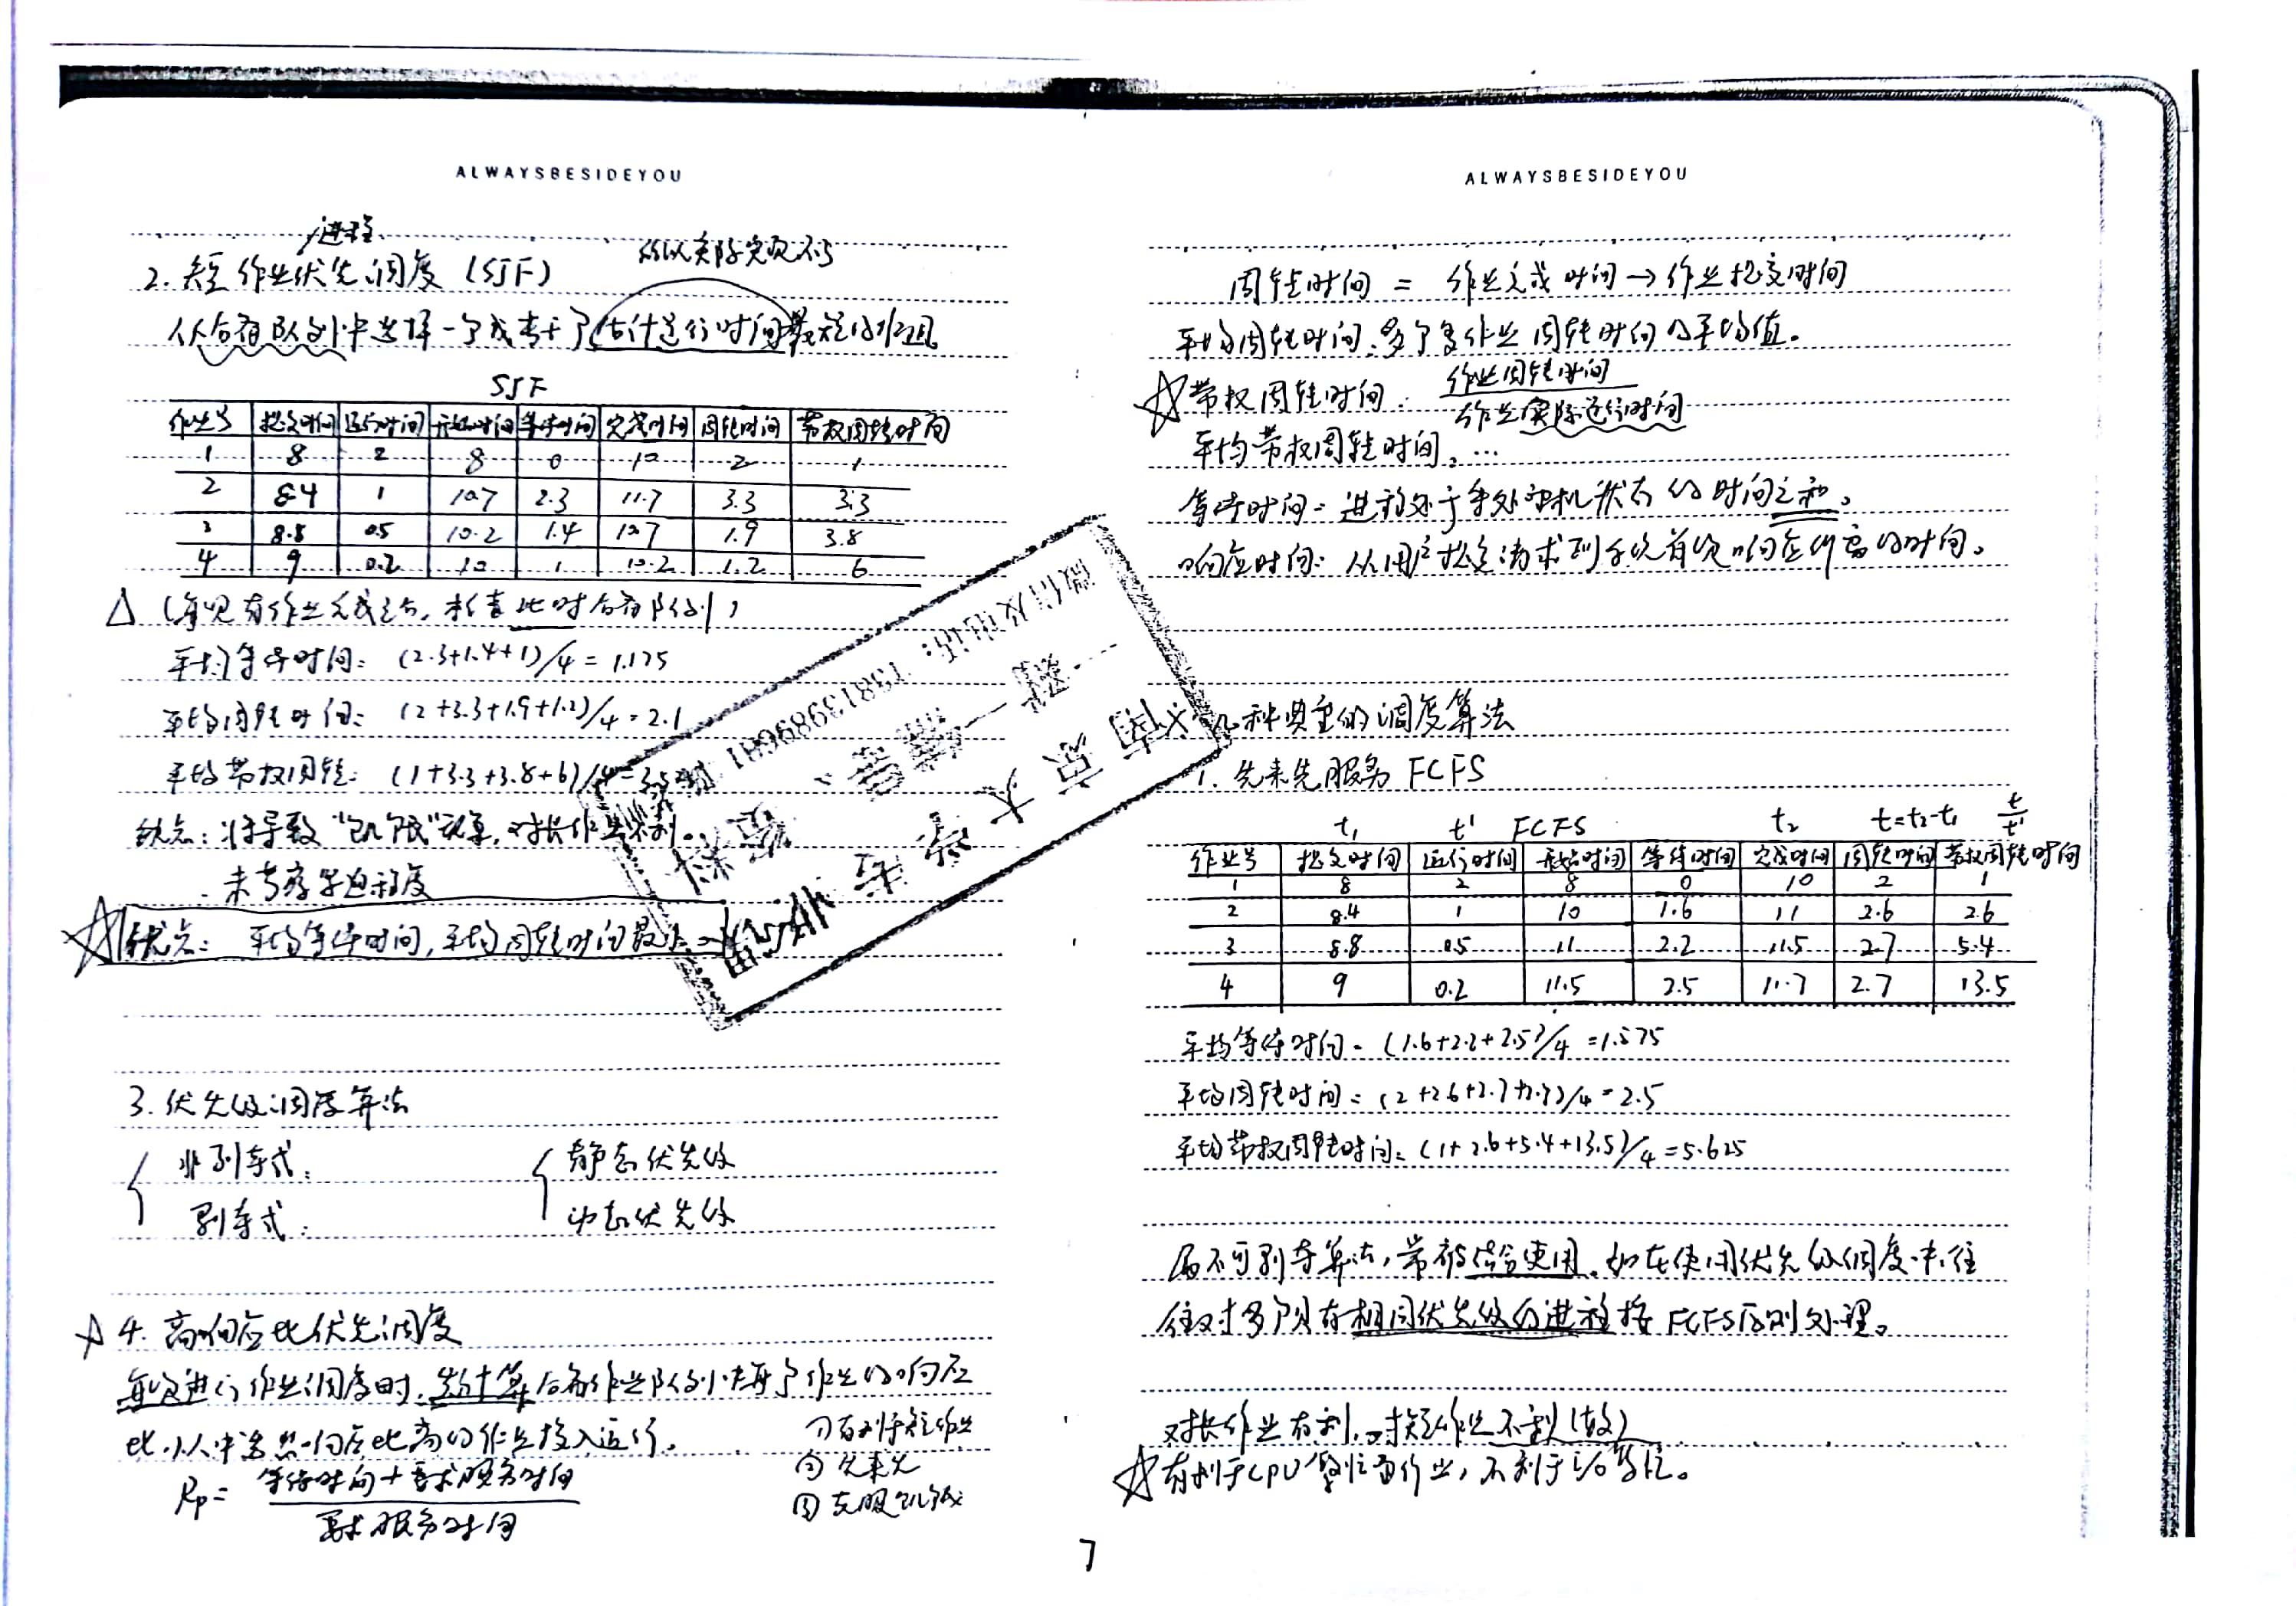 ALWAYSBESIDEYOU
进程
2. 短作业优先调度 (SJF)
从后备队列中选择一个或若干个估计运行时间最短的作业
SJF
作业号 提交时间 运行时间 开始时间 等待时间 完成时间 周转时间 带权周转时间
1 8 2 8 0 10 2 1
2 8.4 1 10.7 2.3 11.7 3.3 3.3
3 8.8 0.5 10.2 1.4 10.7 1.9 3.8
4 9 0.2 10 1 10.2 1.2 6
△ (每见有作业完成之后, 检查此时后备队列)
平均等待时间: (2.3+1.4+1)/4 = 1.175
平均周转时间: (2+3.3+1.9+1.2)/4 = 2.1
平均带权周转: (1+3.3+3.8+6)/4 =
缺点: 将导致“饥饿”现象, 对长作业不利。
未考虑紧迫程度
☆ 优点: 平均等待时间, 平均周转时间最少
3. 优先级调度算法
非剥夺式: 静态优先级
剥夺式: 动态优先级
☆ 4. 高响应比优先调度
每次进行作业调度时, 先计算后备作业队列中每个作业的响应
比, 从中选出响应比高的作业投入运行。
Rp = 等待时间 + 要求服务时间
要求服务时间
① 有利于短作业
② 先来先
③ 克服饥饿
ALWAYSBESIDEYOU
周转时间 = 作业完成时间 → 作业提交时间
平均周转时间: 多个多作业周转时间的平均值。
☆ 带权周转时间: 作业周转时间
作业实际运行时间
平均带权周转时间: …
等待时间: 进程处于等处理机状态的时间之和。
响应时间: 从用户提交请求到系统首次响应所需的时间。
几种典型的调度算法
1. 先来先服务 FCFS
t₁ t' FCFS t₂ t=t₂-t₁ t/t'
作业号 提交时间 运行时间 开始时间 等待时间 完成时间 周转时间 带权周转时间
1 8 2 8 0 10 2 1
2 8.4 1 10 1.6 11 2.6 2.6
3 8.8 0.5 11 2.2 11.5 2.7 5.4
4 9 0.2 11.5 2.5 11.7 2.7 13.5
平均等待时间 = (1.6+2.2+2.5)/4 = 1.575
平均周转时间 = (2+2.6+2.7+2.7)/4 = 2.5
平均带权周转时间: (1+2.6+5.4+13.5)/4 = 5.625
属不可剥夺算法, 常被结合使用, 如在使用优先级调度中, 往
往对多个具有相同优先级的进程按 FCFS 原则处理。
对长作业有利, 对短作业不利 (故)
☆ 有利于CPU繁忙型作业, 不利于I/O繁忙。
南京大学
微信及电话: 15813989681
7